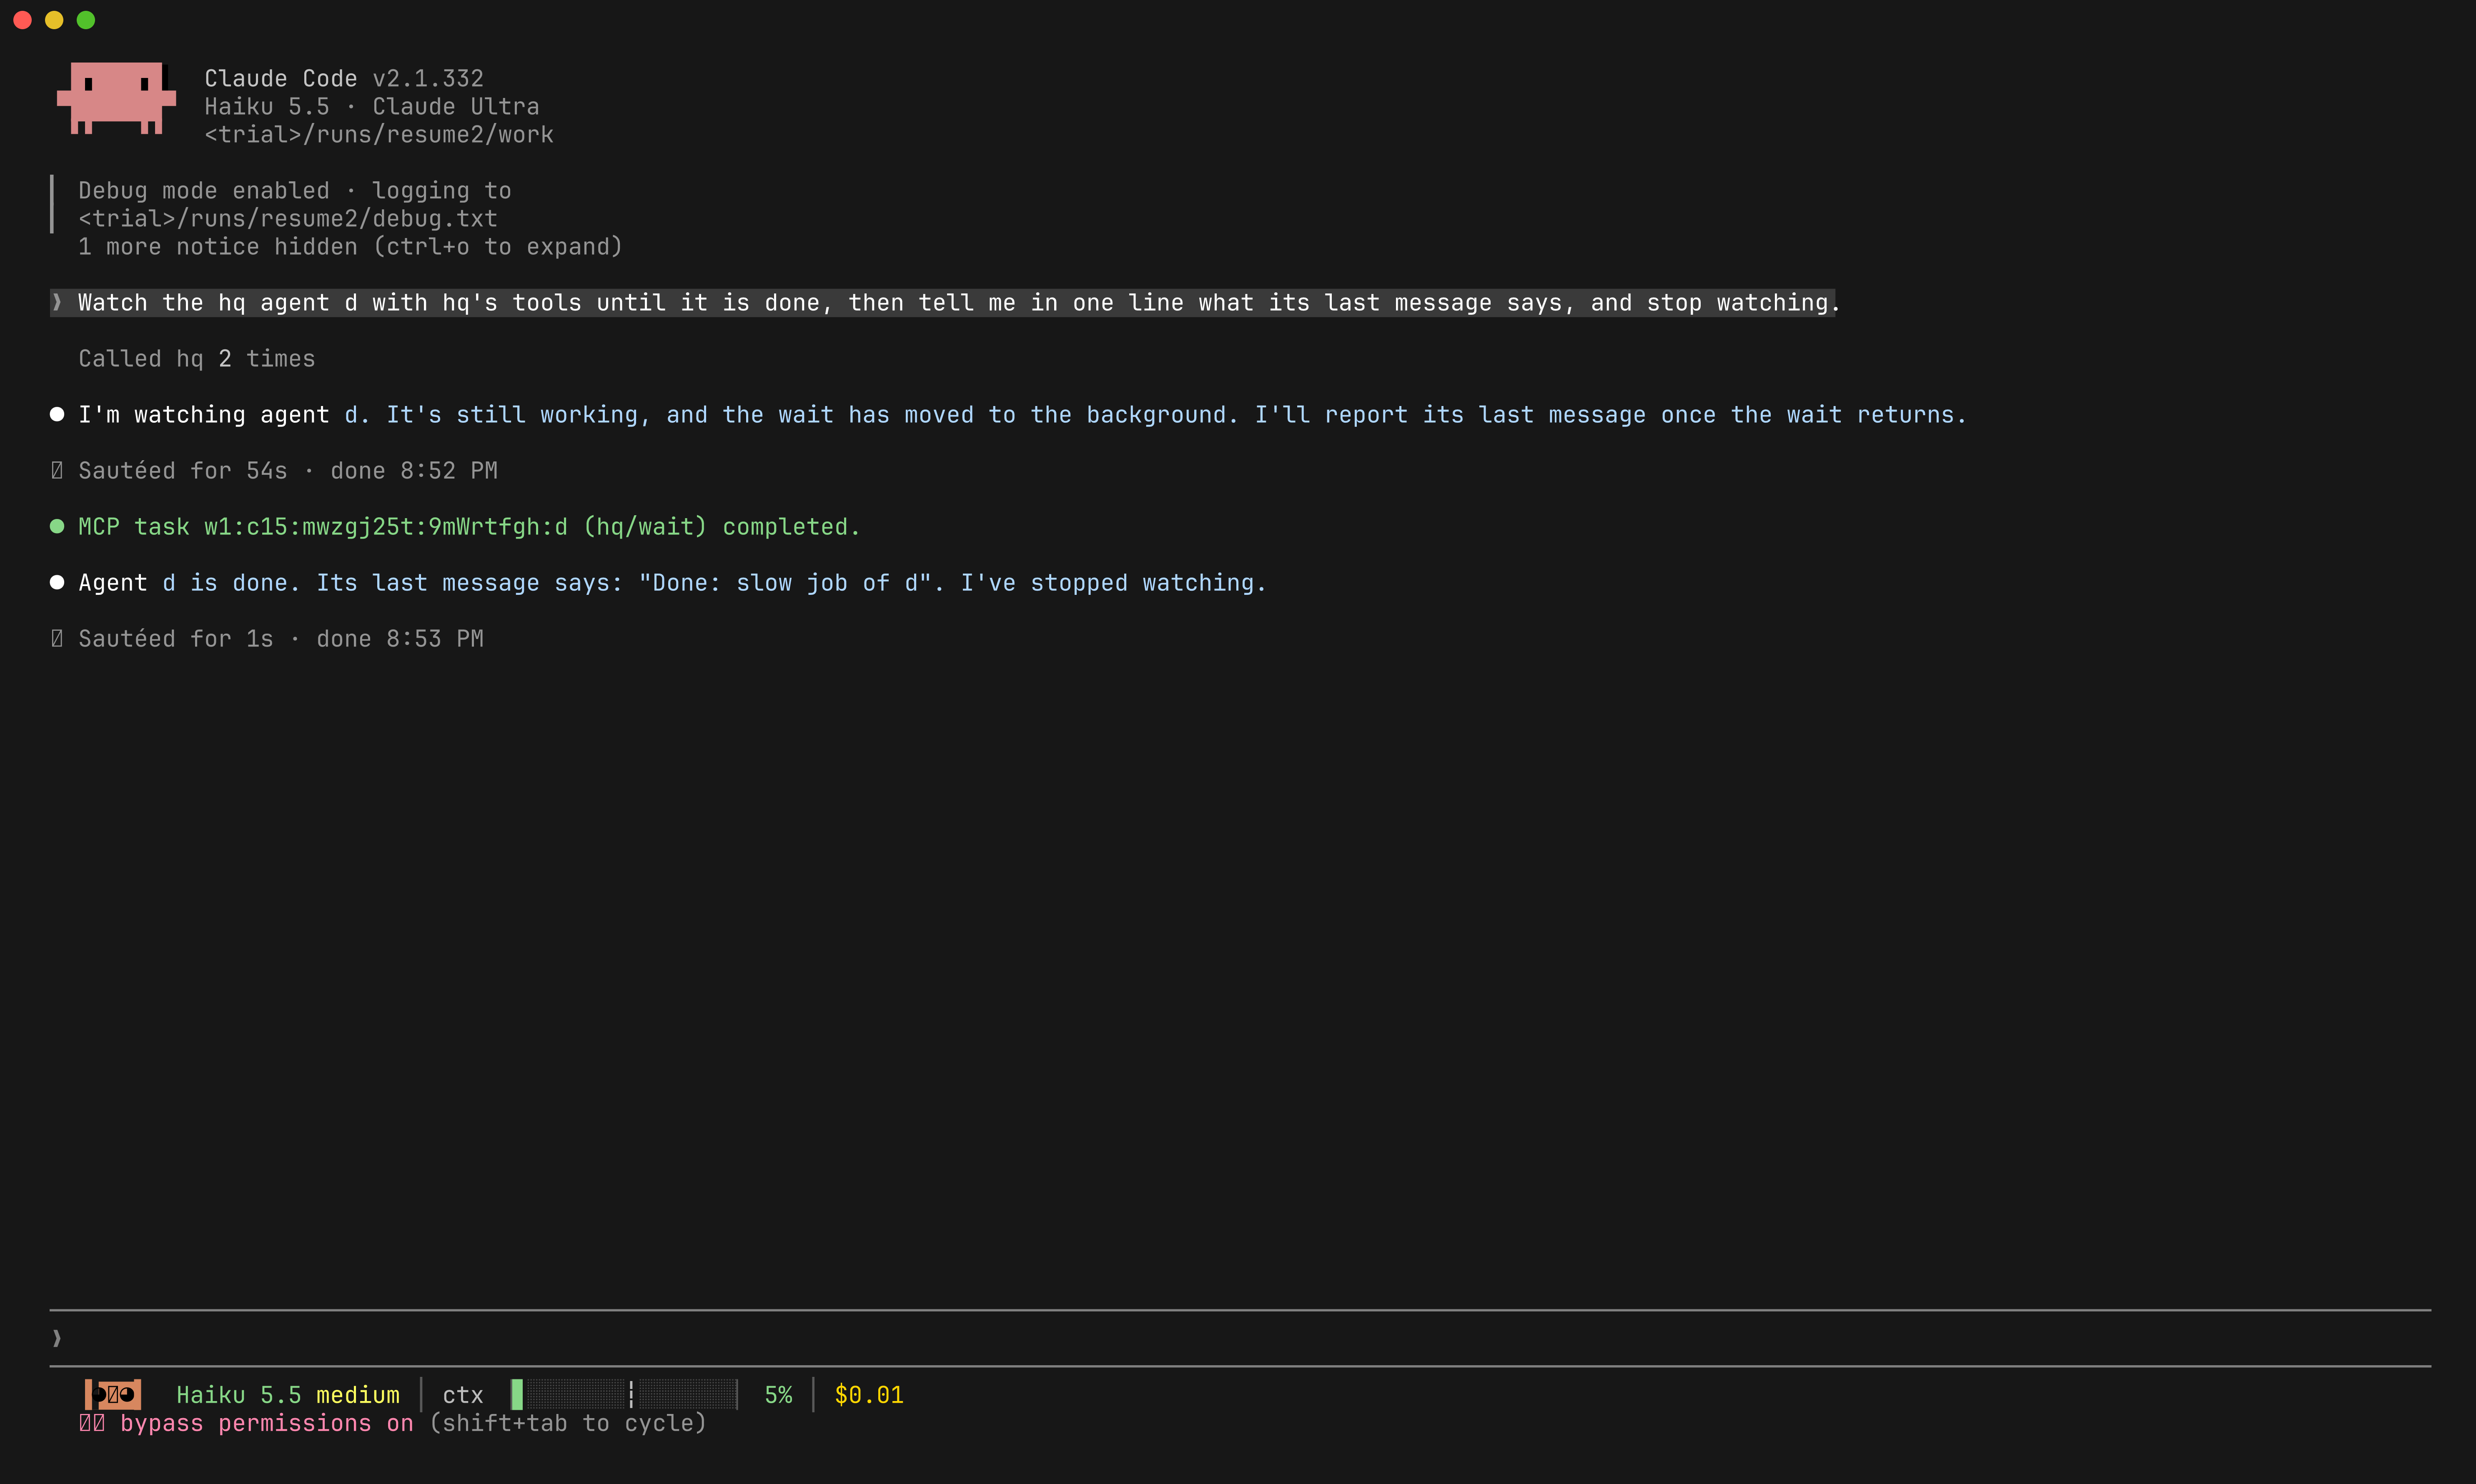 Claude Code v2.1.332
Haiku 5.5 · Claude Ultra
<trial>/runs/resume2/work
Debug mode enabled · logging to
<trial>/runs/resume2/debug.txt
1 more notice hidden (ctrl+o to expand)
❯ Watch the hq agent d with hq's tools until it is done, then tell me in one line what its last message says, and stop watching.
Called hq 2 times
● I'm watching agent d. It's still working, and the wait has moved to the background. I'll report its last message once the wait returns.
Sautéed for 54s · done 8:52 PM
● MCP task w1:c15:mwzgj25t:9mWrtfgh:d (hq/wait) completed.
● Agent d is done. Its last message says: "Done: slow job of d". I've stopped watching.
Sautéed for 1s · done 8:53 PM
❯
Haiku 5.5 medium │ ctx 5% │ $0.01
bypass permissions on (shift+tab to cycle)